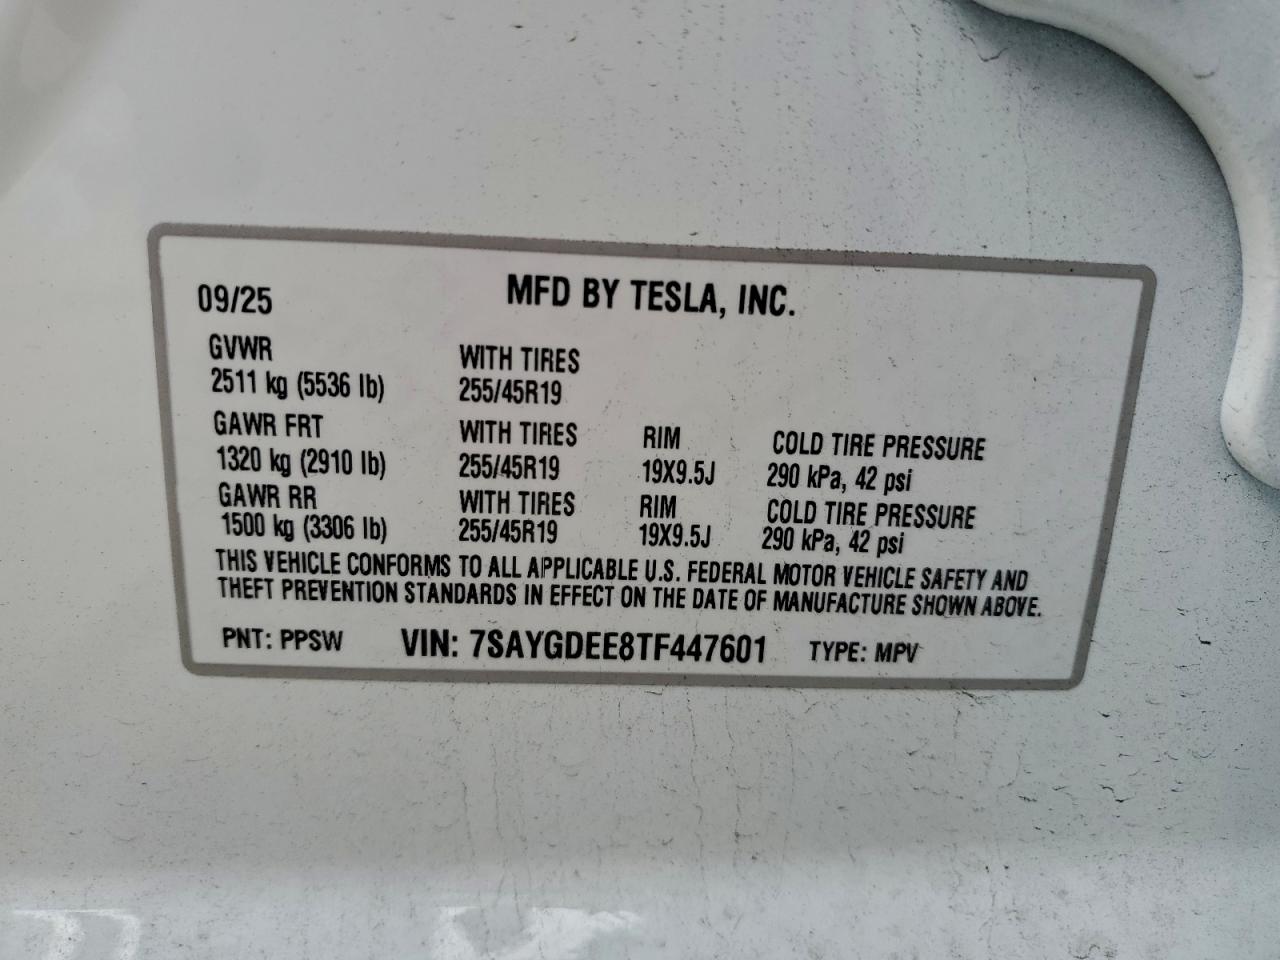 09/25 MFD BY TESLA, INC.
GVWR WITH TIRES
2511 kg (5536 lb) 255/45R19
GAWR FRT WITH TIRES RIM COLD TIRE PRESSURE
1320 kg (2910 lb) 255/45R19 19X9.5J 290 kPa, 42 psi
GAWR RR WITH TIRES RIM COLD TIRE PRESSURE
1500 kg (3306 lb) 255/45R19 19X9.5J 290 kPa, 42 psi
THIS VEHICLE CONFORMS TO ALL APPLICABLE U.S. FEDERAL MOTOR VEHICLE SAFETY AND
THEFT PREVENTION STANDARDS IN EFFECT ON THE DATE OF MANUFACTURE SHOWN ABOVE.
PNT: PPSW VIN: 7SAYGDEE8TF447601 TYPE: MPV